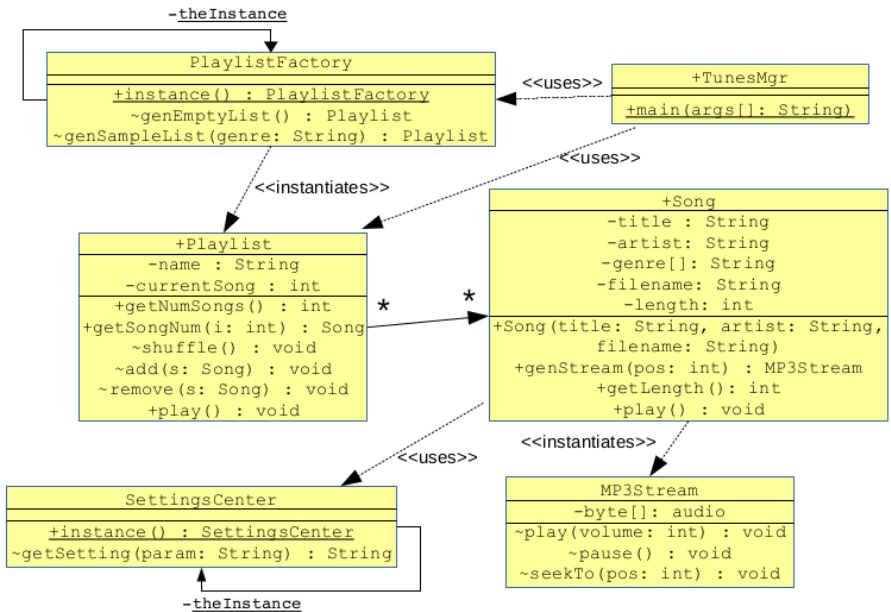 -theInstance
PlaylistFactory
+instance() : PlaylistFactory
~genEmptyList() : Playlist
~genSampleList(genre: String) : Playlist
<<uses>>
+TunesMgr
+main(args[]: String)
<<uses>>
<<instantiates>>
+Playlist
-name : String
-currentSong : int
+getNumSongs() : int
+getSongNum(i: int) : Song
~shuffle() : void
~add(s: Song) : void
~remove(s: Song) : void
+play() : void
*
*
+Song
-title : String
-artist: String
-genre[]: String
-filename: String
-length: int
+Song(title: String, artist: String,
filename: String)
+genStream(pos: int) : MP3Stream
+getLength(): int
+play() : void
<<uses>>
<<instantiates>>
SettingsCenter
+instance() : SettingsCenter
~getSetting(param: String) : String
-theInstance
MP3Stream
-byte[]: audio
~play(volume: int) : void
~pause() : void
~seekTo(pos: int) : void